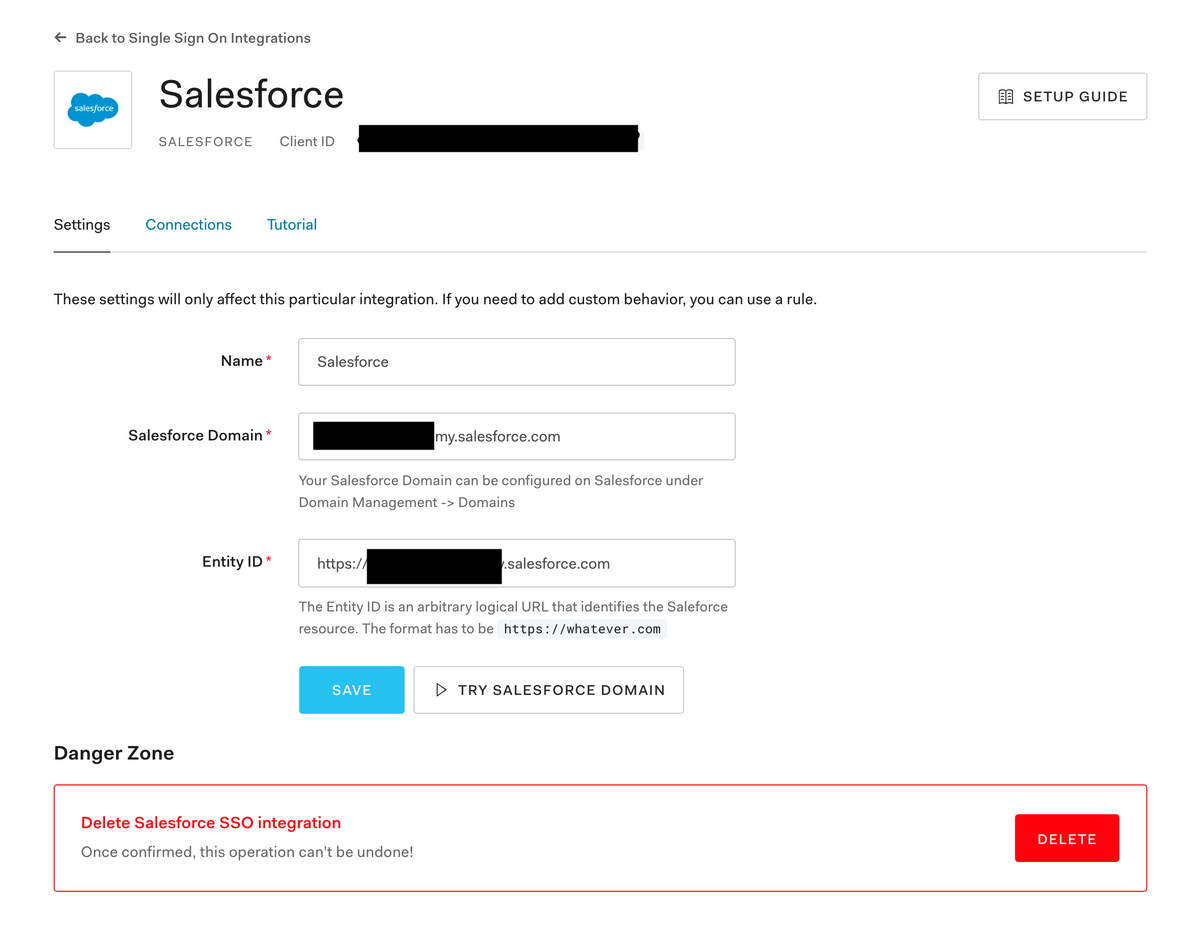 ← Back to Single Sign On Integrations
salesforce
Salesforce
SETUP GUIDE
SALESFORCE Client ID
Settings Connections Tutorial
These settings will only affect this particular integration. If you need to add custom behavior, you can use a rule.
Name * Salesforce
Salesforce Domain * my.salesforce.com
Your Salesforce Domain can be configured on Salesforce under
Domain Management -> Domains
Entity ID * https:// .salesforce.com
The Entity ID is an arbitrary logical URL that identifies the Saleforce
resource. The format has to be https://whatever.com
SAVE TRY SALESFORCE DOMAIN
Danger Zone
Delete Salesforce SSO integration
Once confirmed, this operation can't be undone!
DELETE